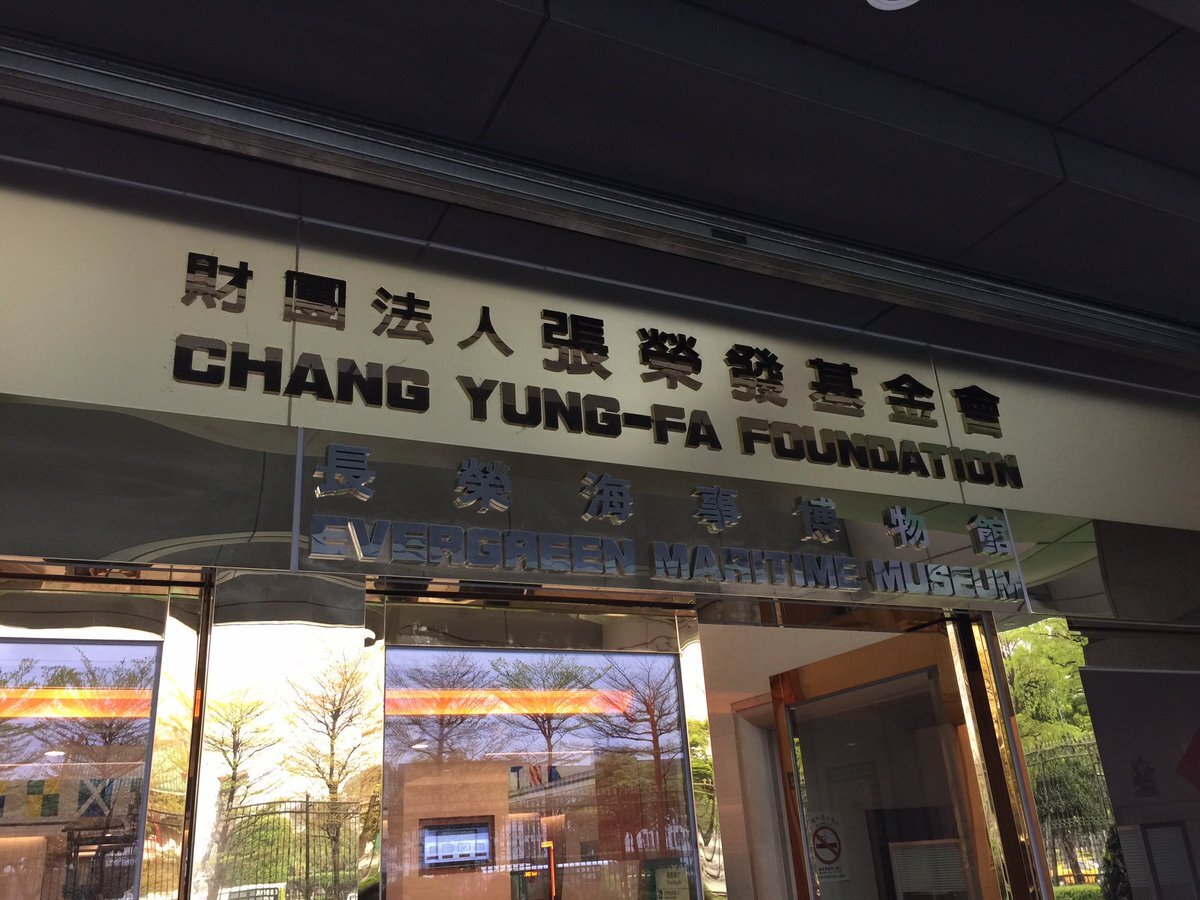 財團法人張榮發基金會
CHANG YUNG-FA FOUNDATION
長榮海事博物館
EVERGREEN MARITIME MUSEUM